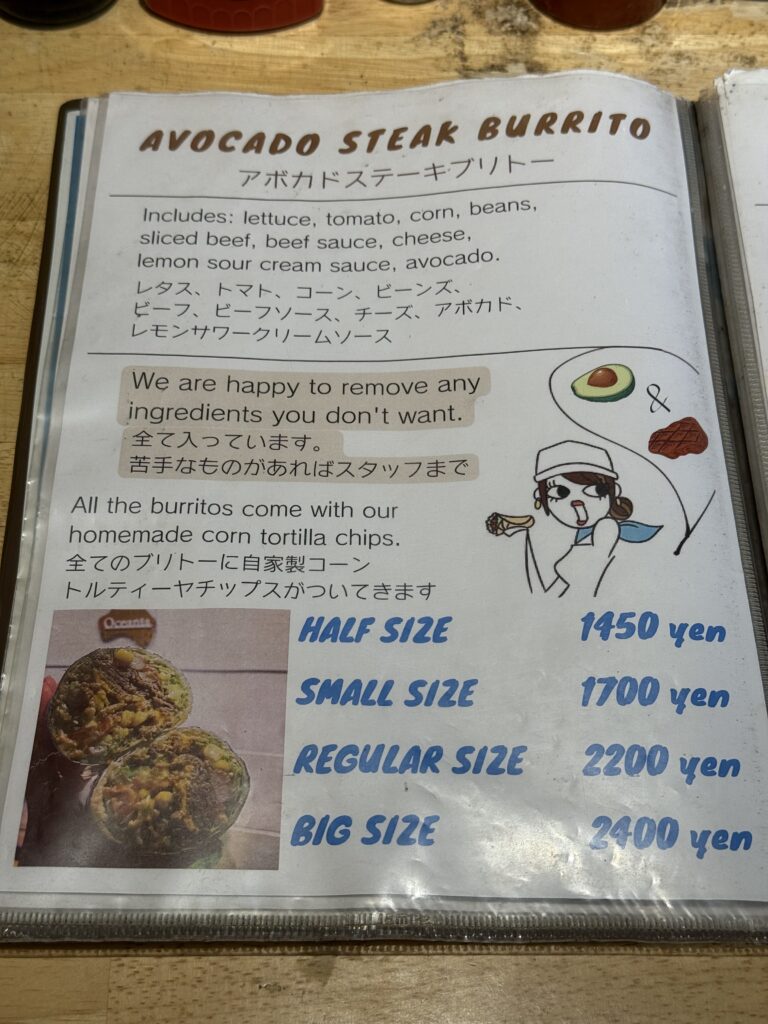 AVOCADO STEAK BURRITO
アボカドステーキブリトー
Includes: lettuce, tomato, corn, beans,
sliced beef, beef sauce, cheese,
lemon sour cream sauce, avocado.
レタス、トマト、コーン、ビーンズ、
ビーフ、ビーフソース、チーズ、アボカド、
レモンサワークリームソース
We are happy to remove any
ingredients you don't want.
全て入っています。
苦手なものがあればスタッフまで
&
All the burritos come with our
homemade corn tortilla chips.
全てのブリトーに自家製コーン
トルティーヤチップスがついてきます
Oceania
HALF SIZE 1450 yen
SMALL SIZE 1700 yen
REGULAR SIZE 2200 yen
BIG SIZE 2400 yen